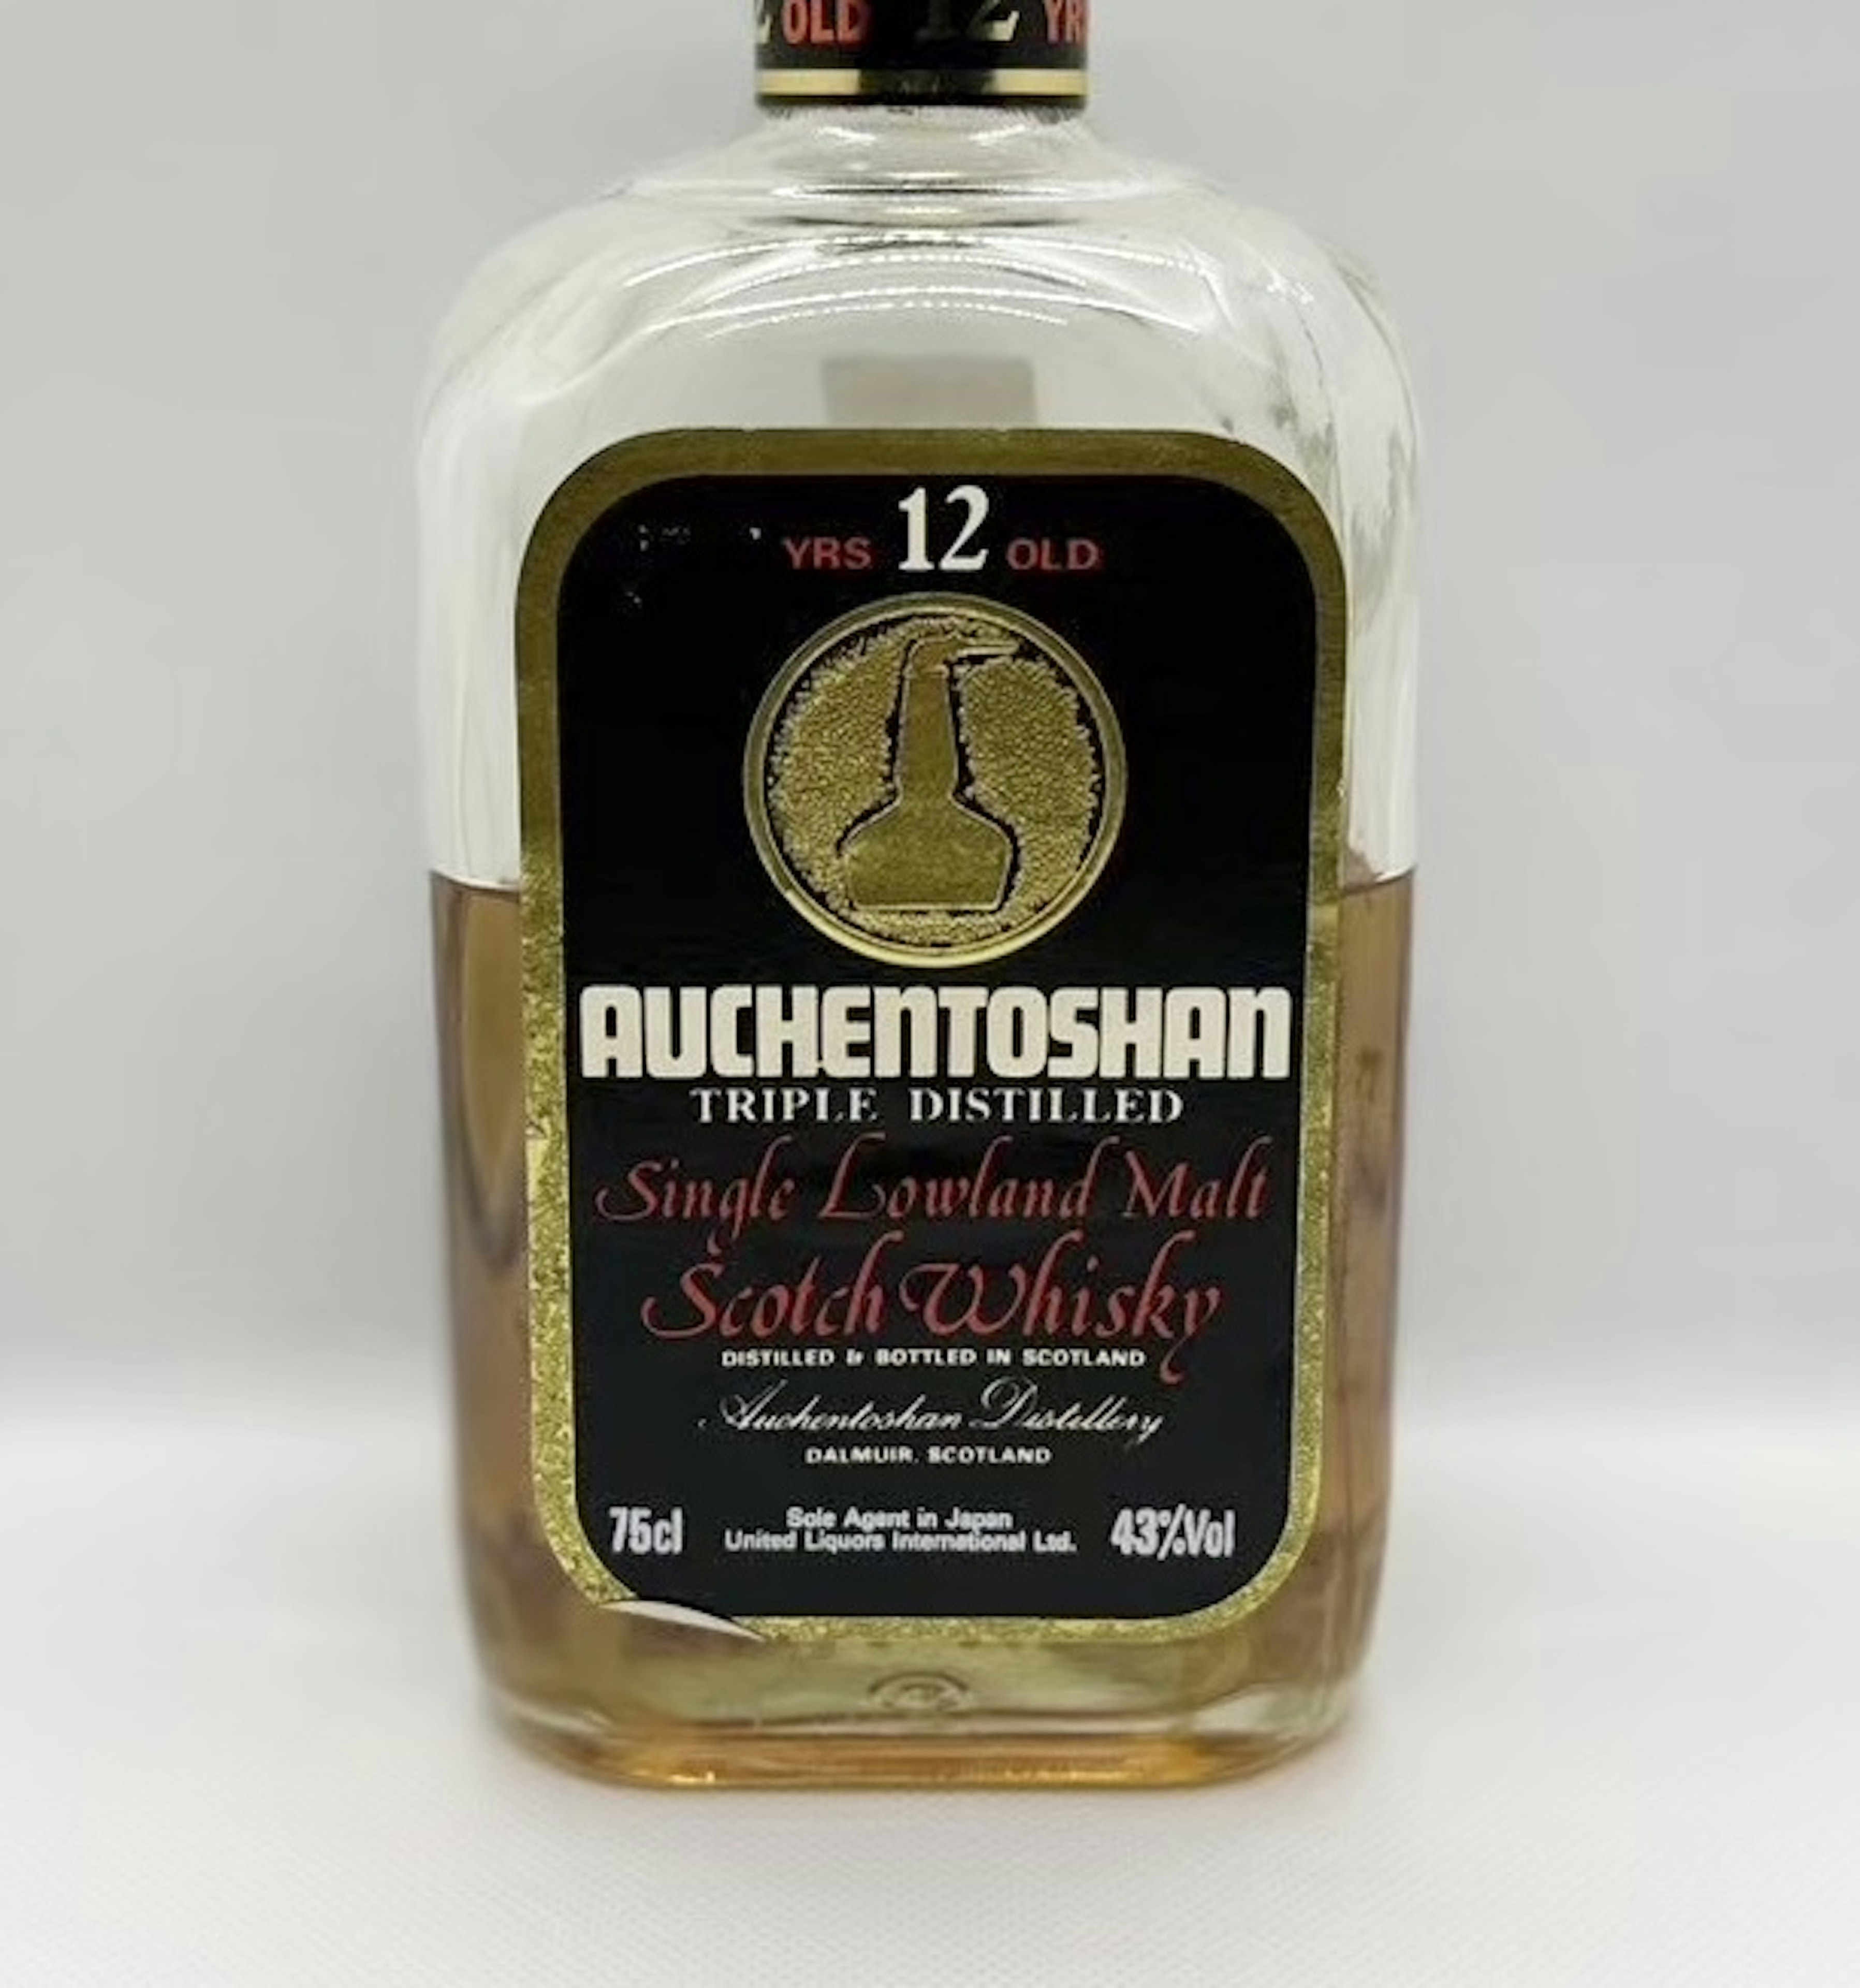 OLD 12 YR
YRS 12 OLD
AUCHENTOSHAN
TRIPLE DISTILLED
Single Lowland Malt
Scotch Whisky
DISTILLED & BOTTLED IN SCOTLAND
Auchentoshan Distillery
DALMUIR, SCOTLAND
75cl
Sole Agent in Japan
United Liquors International Ltd.
43%Vol